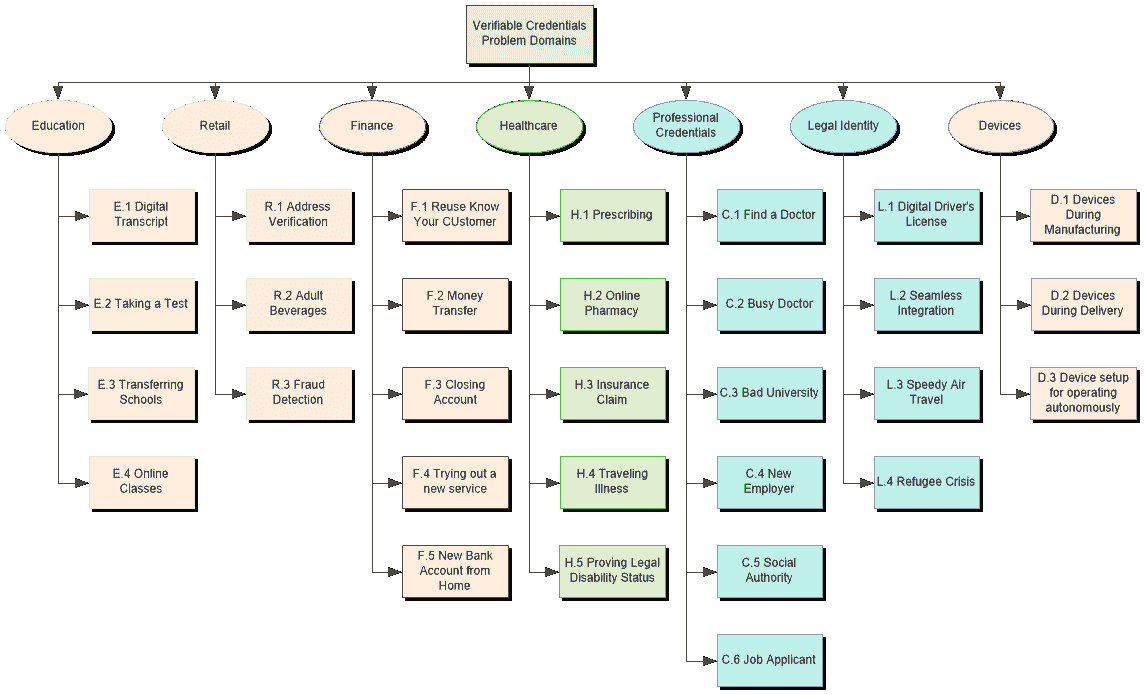 Verifiable Credentials
Problem Domains
Education
Retail
Finance
Healthcare
Professional
Credentials
Legal Identity
Devices
E.1 Digital
Transcript
E.2 Taking a Test
E.3 Transferring
Schools
E.4 Online
Classes
R.1 Address
Verification
R.2 Adult
Beverages
R.3 Fraud
Detection
F.1 Reuse Know
Your CUstomer
F.2 Money
Transfer
F.3 Closing
Account
F.4 Trying out a
new service
F.5 New Bank
Account from
Home
H.1 Prescribing
H.2 Online
Pharmacy
H.3 Insurance
Claim
H.4 Traveling
Illness
H.5 Proving Legal
Disability Status
C.1 Find a Doctor
C.2 Busy Doctor
C.3 Bad University
C.4 New
Employer
C.5 Social
Authority
C.6 Job Applicant
L.1 Digital Driver's
License
L.2 Seamless
Integration
L.3 Speedy Air
Travel
L.4 Refugee Crisis
D.1 Devices
During
Manufacturing
D.2 Devices
During Delivery
D.3 Device setup
for operating
autonomously